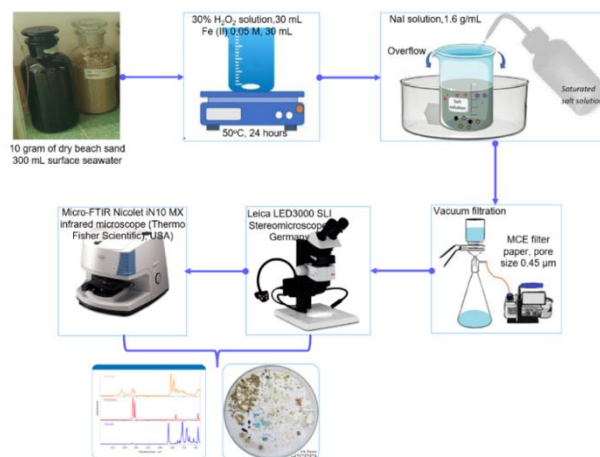 10 gram of dry beach sand
300 mL surface seawater
30% H₂O₂ solution,30 mL
Fe (II) 0,05 M, 30 mL
50°C, 24 hours
NaI solution,1.6 g/mL
Overflow
Salt
solution
Saturated
salt solution
Vacuum filtration
MCE filter
paper, pore
size 0.45 µm
Leica LED3000 SLI
Stereomicroscope
Germany
Micro-FTIR Nicolet iN10 MX
infrared microscope (Thermo
Fisher Scientific), USA)